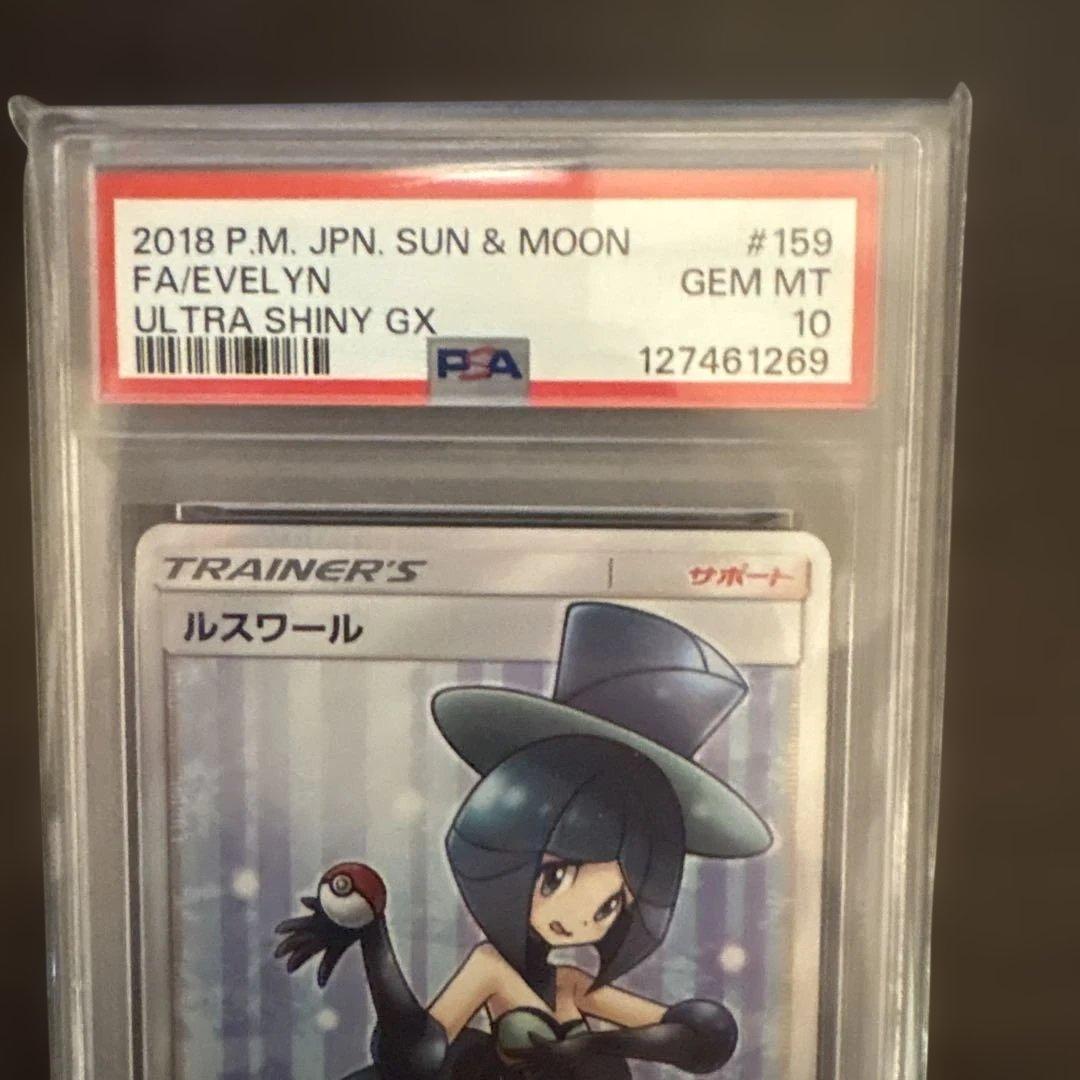 2018 P.M. JPN. SUN & MOON #159
FA/EVELYN GEM MT
ULTRA SHINY GX 10
PSA 127461269
TRAINER'S サポート
ルスワール